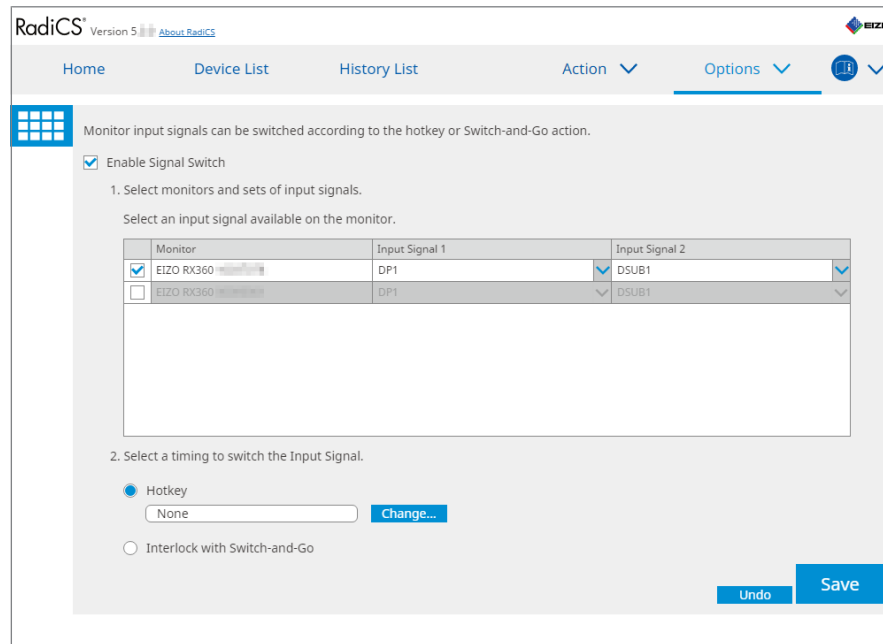 RadiCS® Version 5. About RadiCS EIZ
Home Device List History List Action Options
Monitor input signals can be switched according to the hotkey or Switch-and-Go action.
Enable Signal Switch
1. Select monitors and sets of input signals.
Select an input signal available on the monitor.
Monitor Input Signal 1 Input Signal 2
EIZO RX360 DP1 DSUB1
EIZO RX360 DP1 DSUB1
2. Select a timing to switch the Input Signal.
Hotkey
None Change...
Interlock with Switch-and-Go
Undo Save